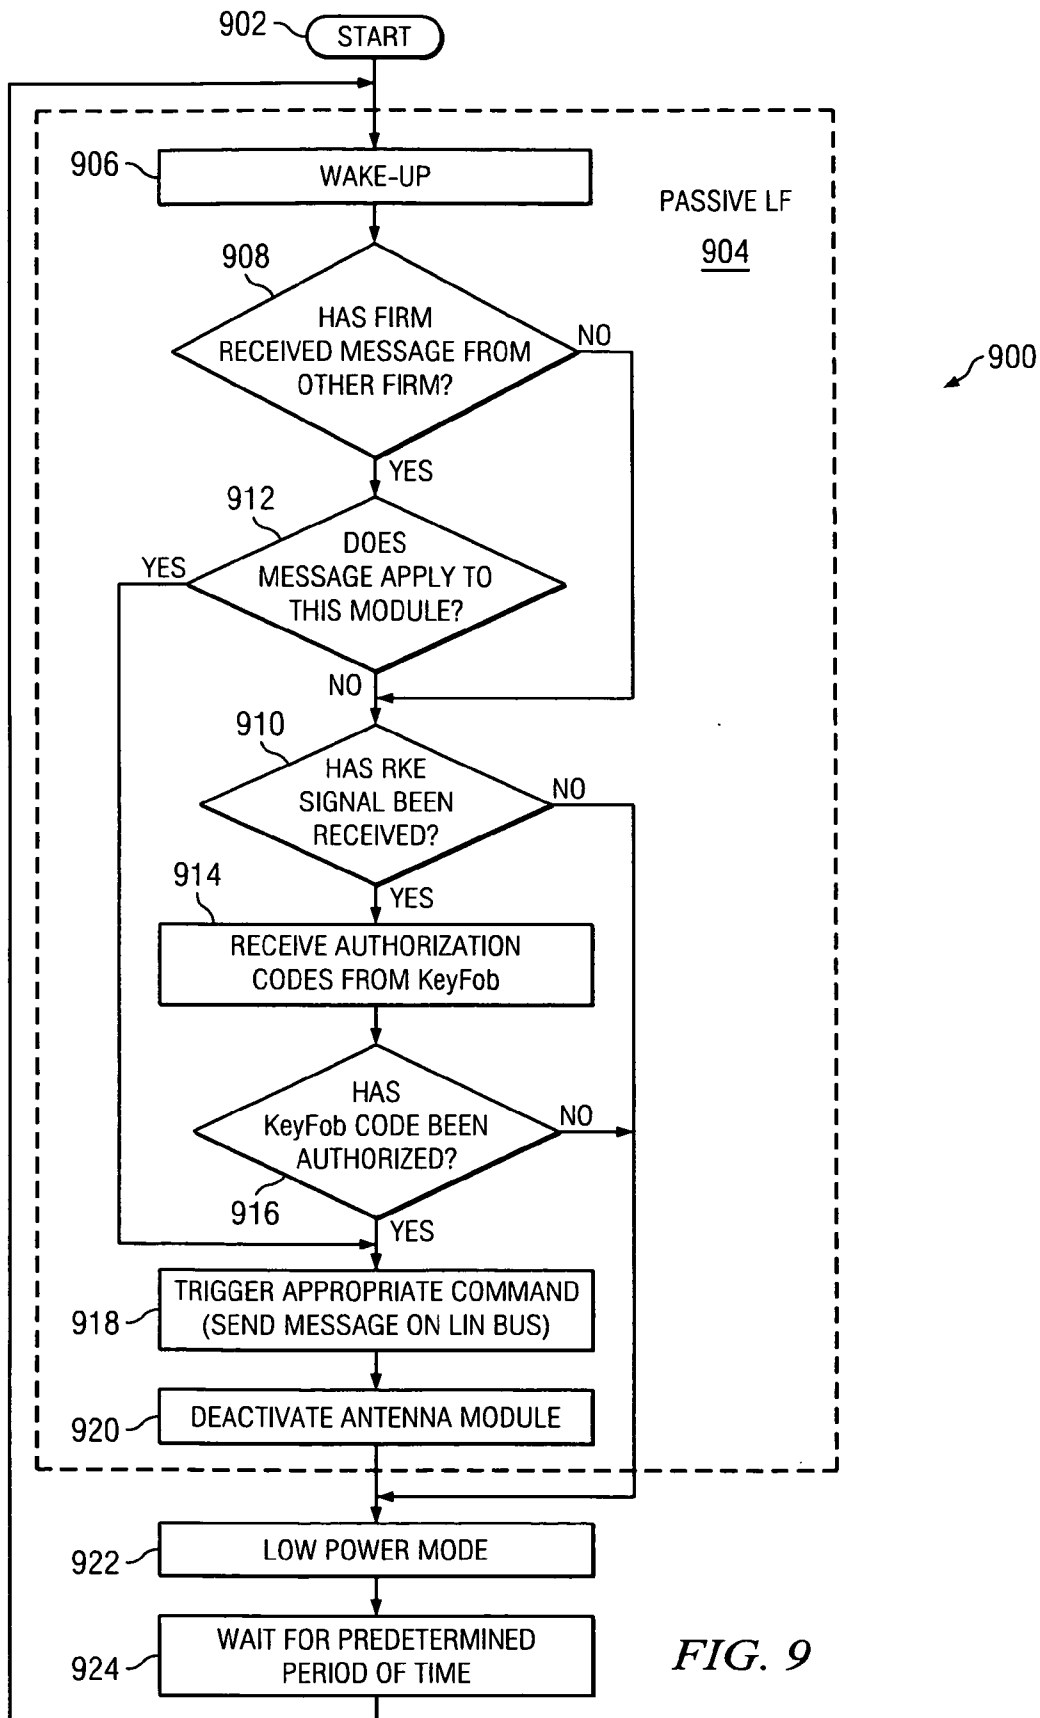 902
START
906
WAKE-UP
PASSIVE LF
904
908
HAS FIRM
RECEIVED MESSAGE FROM
OTHER FIRM?
NO
900
YES
912
DOES
MESSAGE APPLY TO
THIS MODULE?
YES
NO
910
HAS RKE
SIGNAL BEEN
RECEIVED?
NO
YES
914
RECEIVE AUTHORIZATION
CODES FROM KeyFob
HAS
KeyFob CODE BEEN
AUTHORIZED?
NO
916
YES
918
TRIGGER APPROPRIATE COMMAND
(SEND MESSAGE ON LIN BUS)
920
DEACTIVATE ANTENNA MODULE
922
LOW POWER MODE
924
WAIT FOR PREDETERMINED
PERIOD OF TIME
FIG. 9